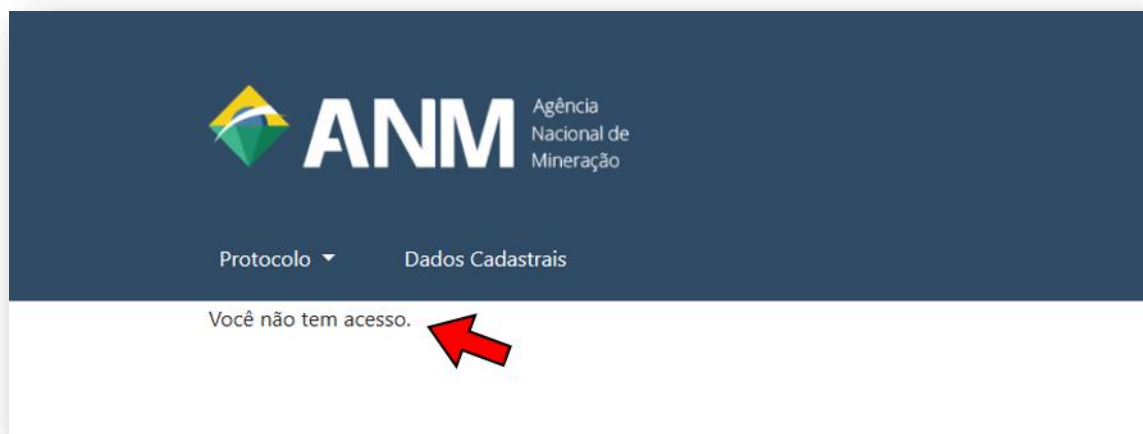 ANM
Agência
Nacional de
Mineração
Protocolo
Dados Cadastrais
Você não tem acesso.